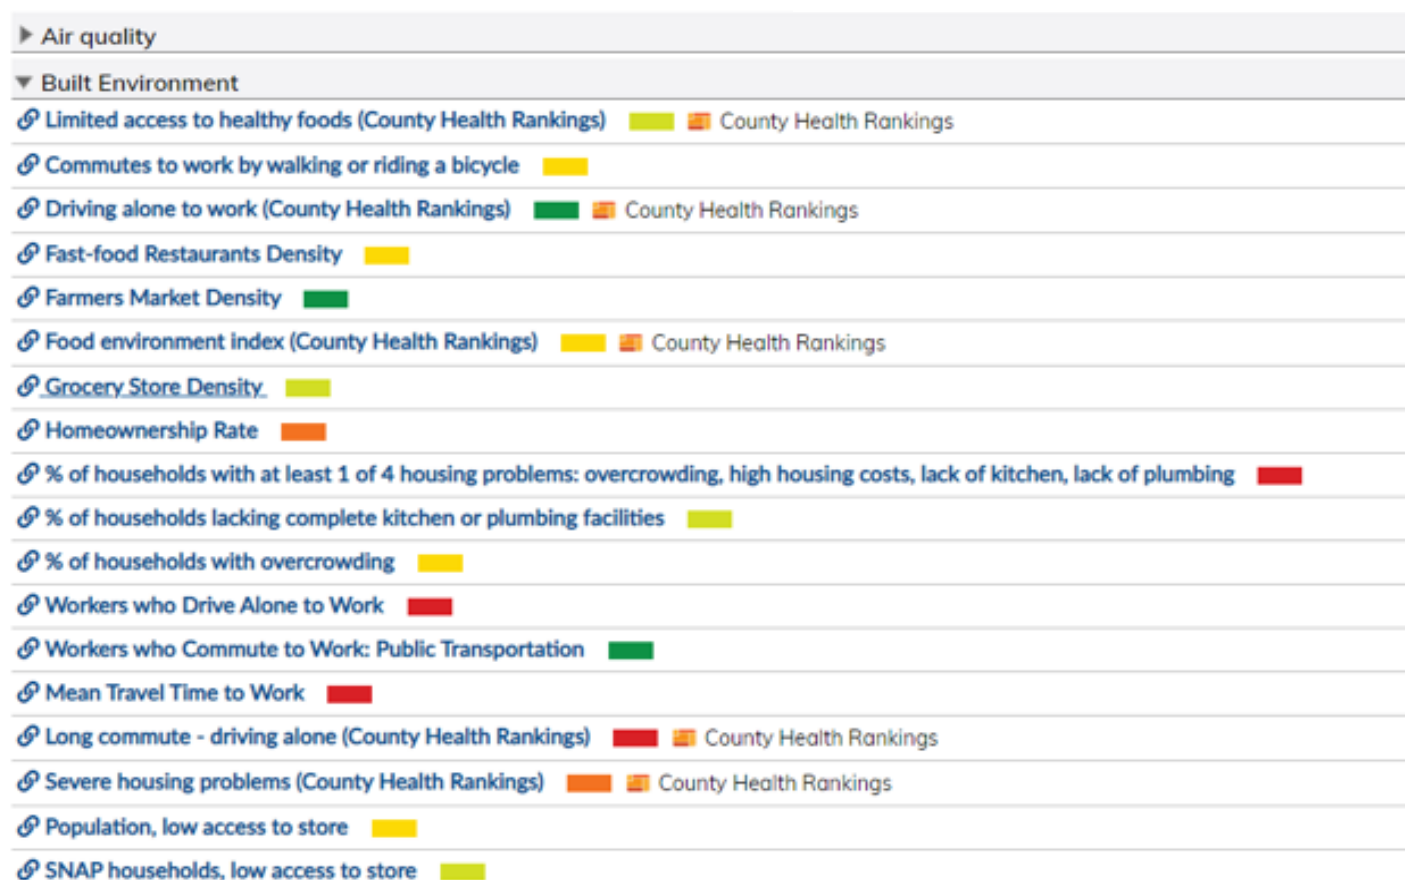 Air quality
Built Environment
Limited access to healthy foods (County Health Rankings) County Health Rankings
Commutes to work by walking or riding a bicycle
Driving alone to work (County Health Rankings) County Health Rankings
Fast-food Restaurants Density
Farmers Market Density
Food environment index (County Health Rankings) County Health Rankings
Grocery Store Density
Homeownership Rate
% of households with at least 1 of 4 housing problems: overcrowding, high housing costs, lack of kitchen, lack of plumbing
% of households lacking complete kitchen or plumbing facilities
% of households with overcrowding
Workers who Drive Alone to Work
Workers who Commute to Work: Public Transportation
Mean Travel Time to Work
Long commute - driving alone (County Health Rankings) County Health Rankings
Severe housing problems (County Health Rankings) County Health Rankings
Population, low access to store
SNAP households, low access to store